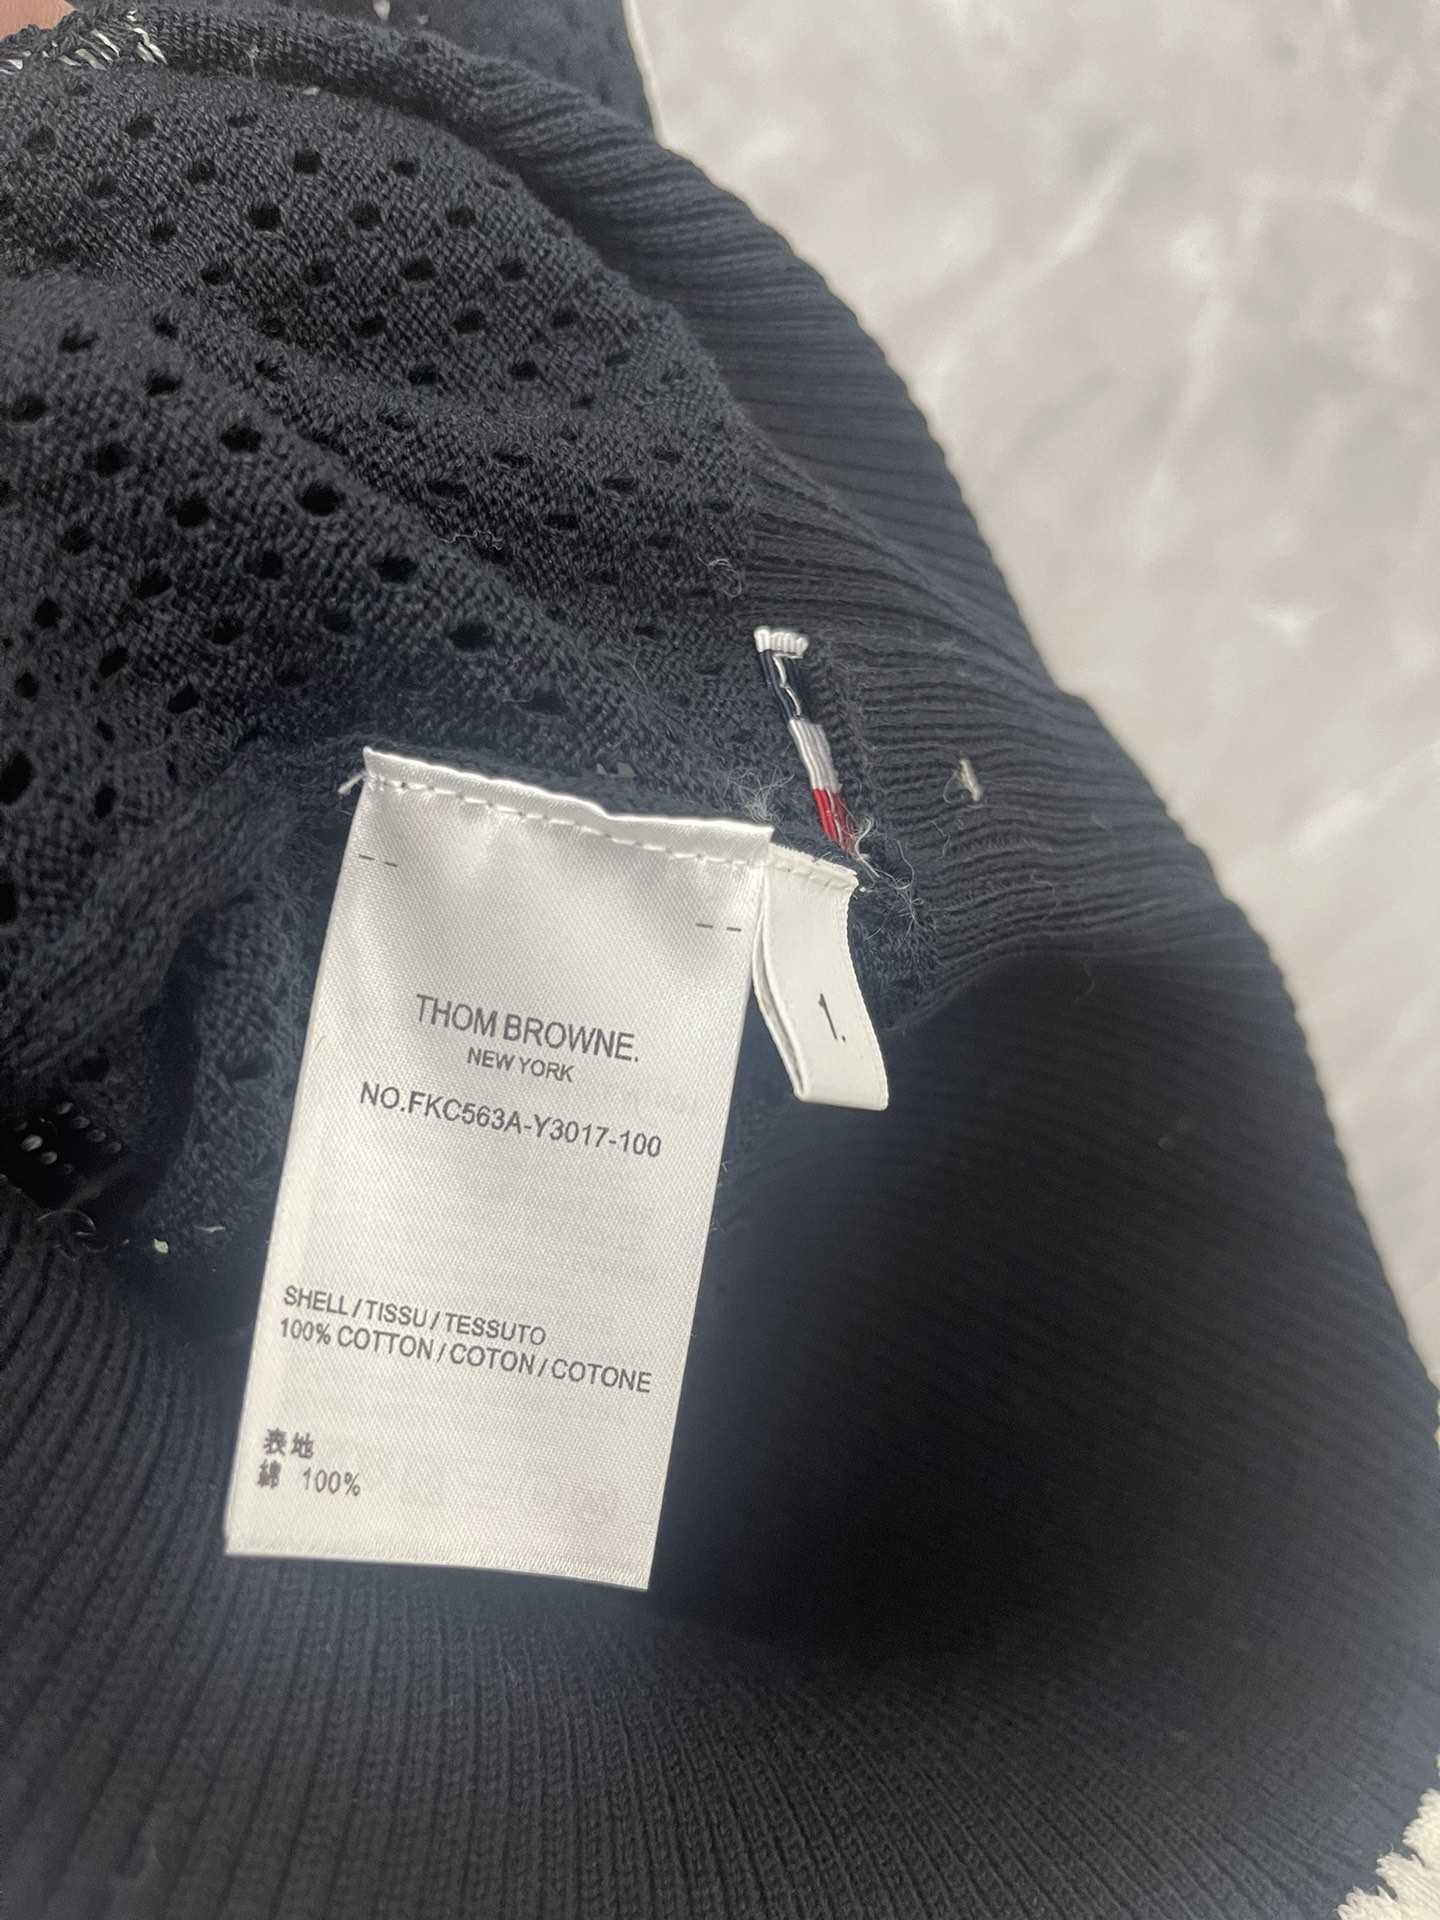 THOM BROWNE.
NEW YORK
NO.FKC563A-Y3017-100
SHELL / TISSU / TESSUTO
100% COTTON / COTON / COTONE
表地
綿 100%
1.